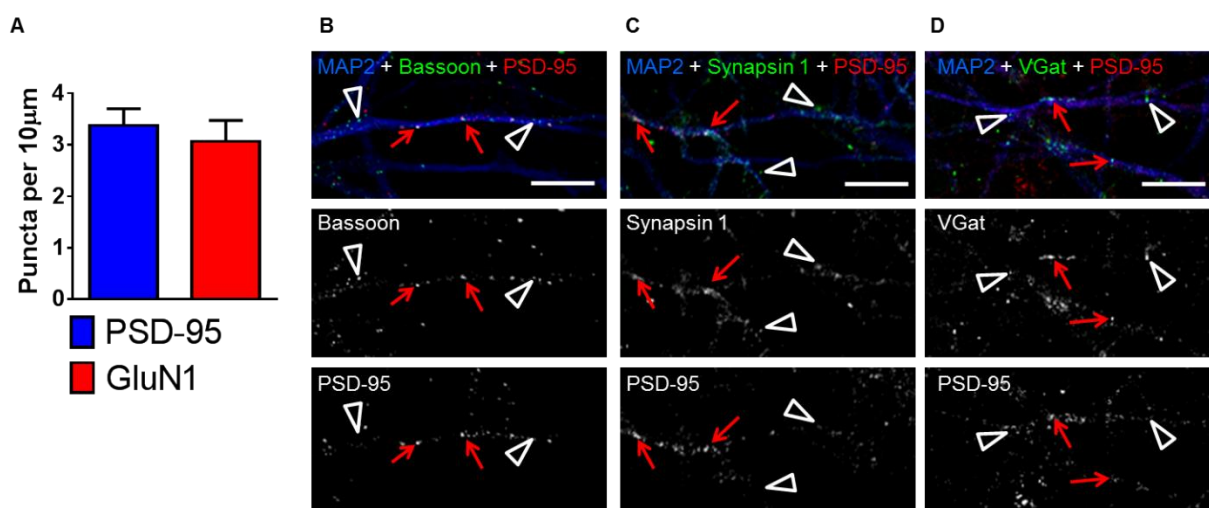 A
Puncta per 10µm
4
3
2
1
0
PSD-95
GluN1
B
MAP2 + Bassoon + PSD-95
Bassoon
PSD-95
C
MAP2 + Synapsin 1 + PSD-95
Synapsin 1
PSD-95
D
MAP2 + VGat + PSD-95
VGat
PSD-95